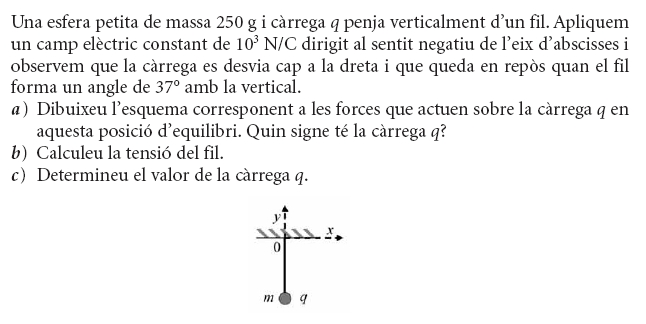 Una esfera petita de massa 250 g i càrrega q penja verticalment d’un fil. Apliquem
un camp elèctric constant de 10³ N/C dirigit al sentit negatiu de l’eix d’abscisses i
observem que la càrrega es desvia cap a la dreta i que queda en repòs quan el fil
forma un angle de 37° amb la vertical.
a) Dibuixeu l’esquema corresponent a les forces que actuen sobre la càrrega q en
aquesta posició d’equilibri. Quin signe té la càrrega q?
b) Calculeu la tensió del fil.
c) Determineu el valor de la càrrega q.
y
x
0
m q